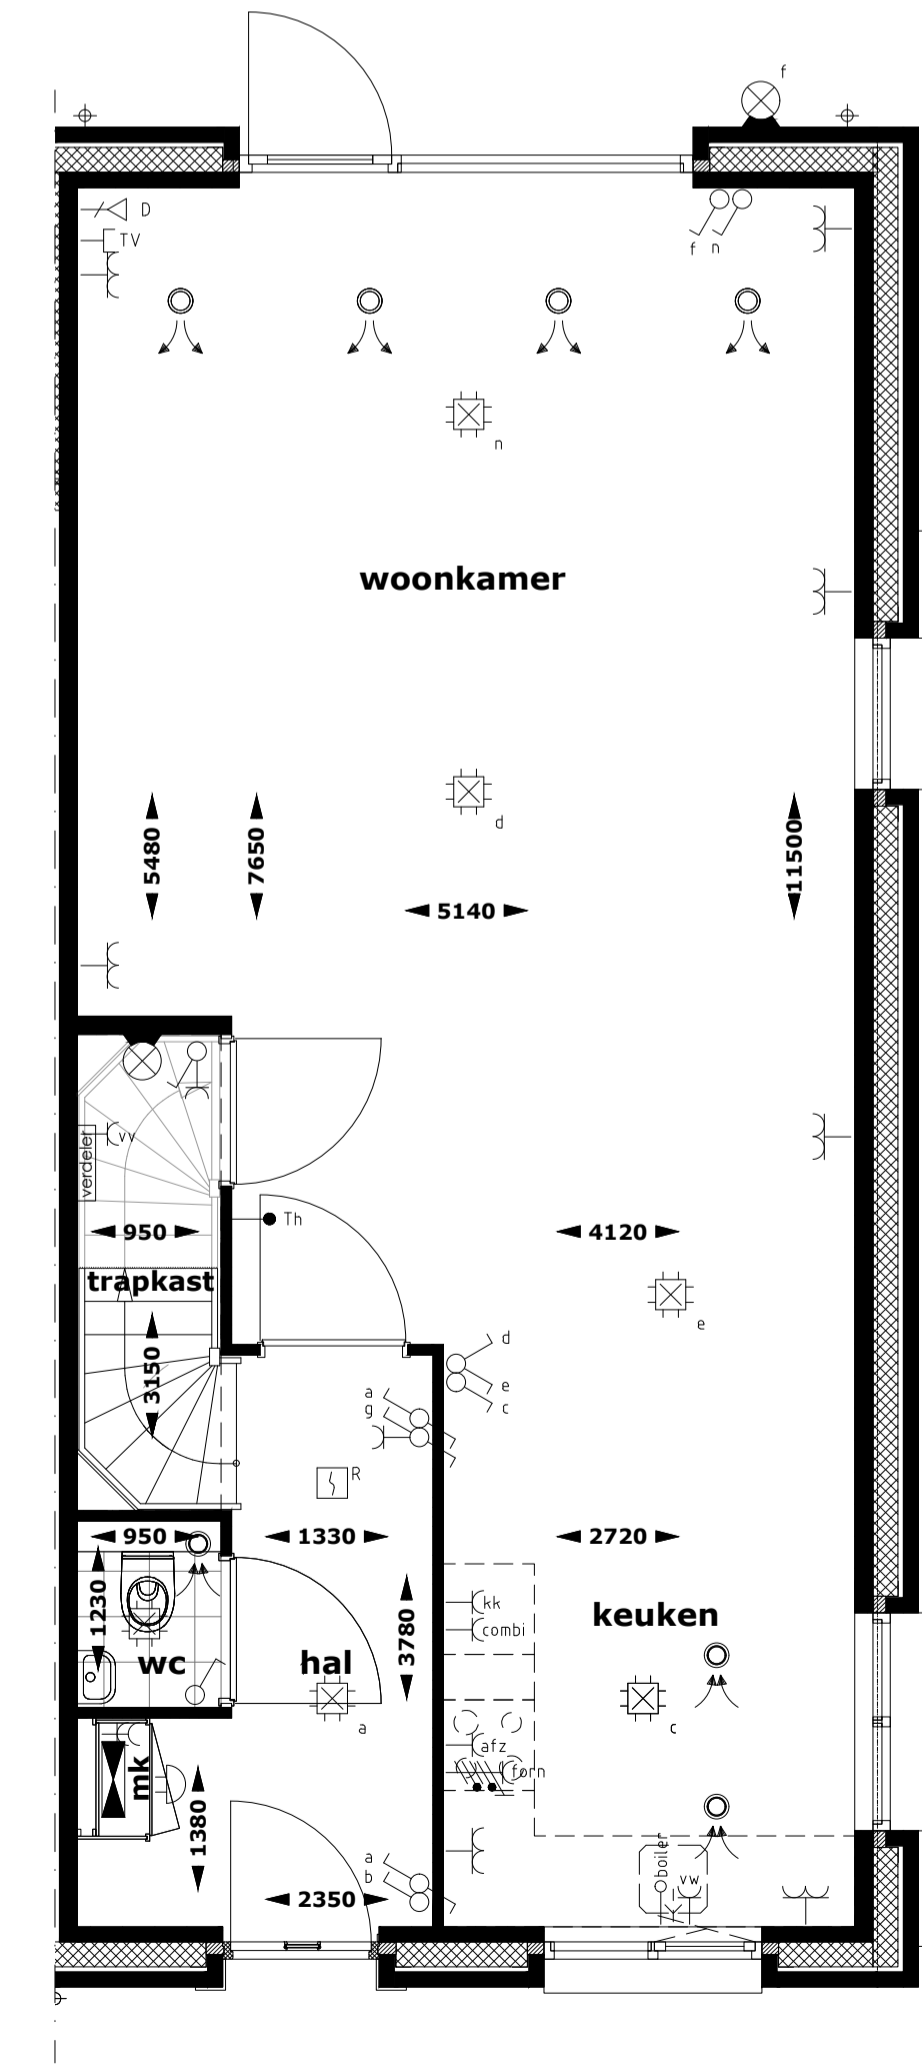 f
D
TV
f n
n
woonkamer
d
5480
7650
11500
5140
vv
verdeler
Th
950
4120
trapkast
e
3150
d
a
e
g
c
R
950
1330
2720
1230
kk
keuken
3780
combi
wc
hal
a
c
afz
mk
forn
1380
a
boiler
b
vw
2350